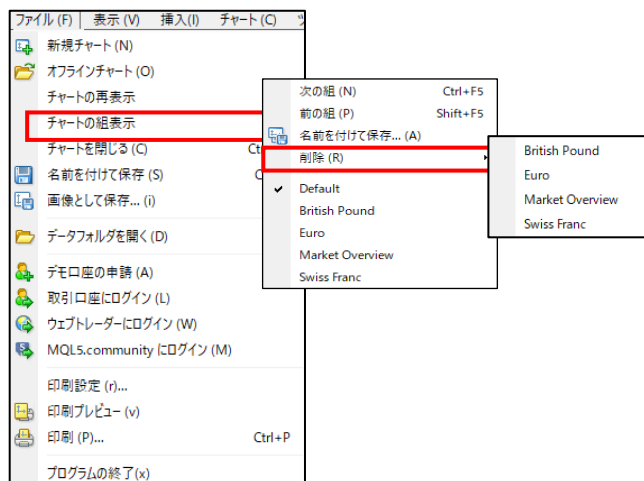 ファイル (F) 表示 (V) 挿入(I) チャート (C)
新規チャート (N)
オフラインチャート (O)
チャートの再表示
チャートの組表示
チャートを閉じる (C)
名前を付けて保存 (S)
画像として保存... (i)
データフォルダを開く (D)
デモ口座の申請 (A)
取引口座にログイン (L)
ウェブトレーダーにログイン (W)
MQL5.community にログイン (M)
印刷設定 (r)...
印刷プレビュー (v)
印刷 (P)... Ctrl+P
プログラムの終了(x)
次の組 (N) Ctrl+F5
前の組 (P) Shift+F5
名前を付けて保存... (A)
削除 (R)
Default
British Pound
Euro
Market Overview
Swiss Franc
British Pound
Euro
Market Overview
Swiss Franc